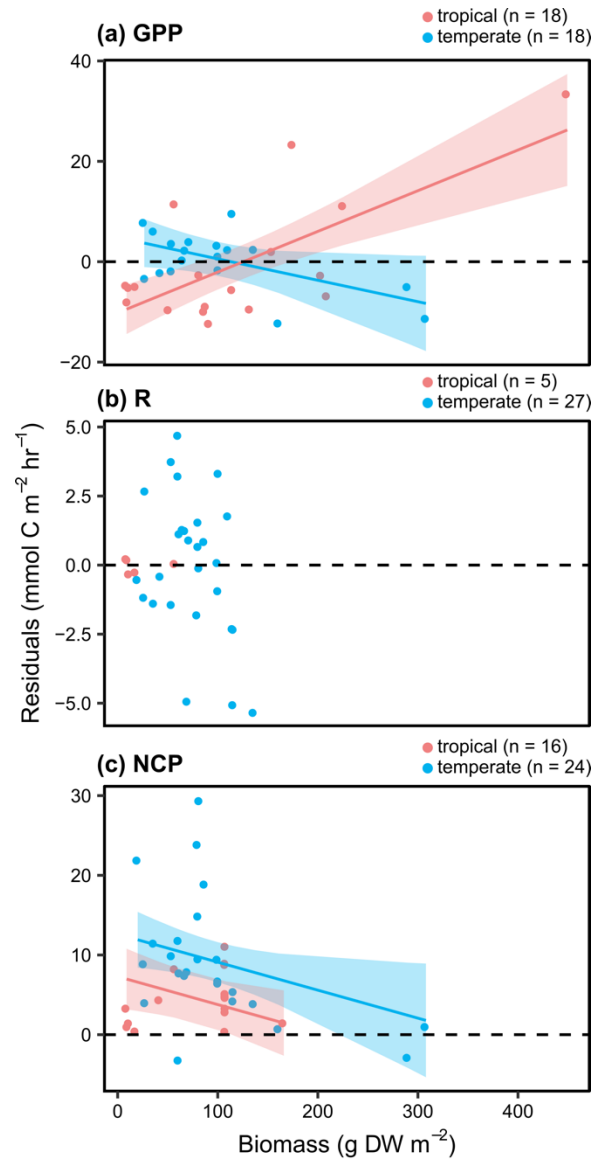 (a) GPP
tropical (n = 18)
temperate (n = 18)
40
20
0
−20
(b) R
tropical (n = 5)
temperate (n = 27)
5.0
2.5
0.0
−2.5
−5.0
Residuals (mmol C m⁻² hr⁻¹)
(c) NCP
tropical (n = 16)
temperate (n = 24)
30
20
10
0
0 100 200 300 400
Biomass (g DW m⁻²)